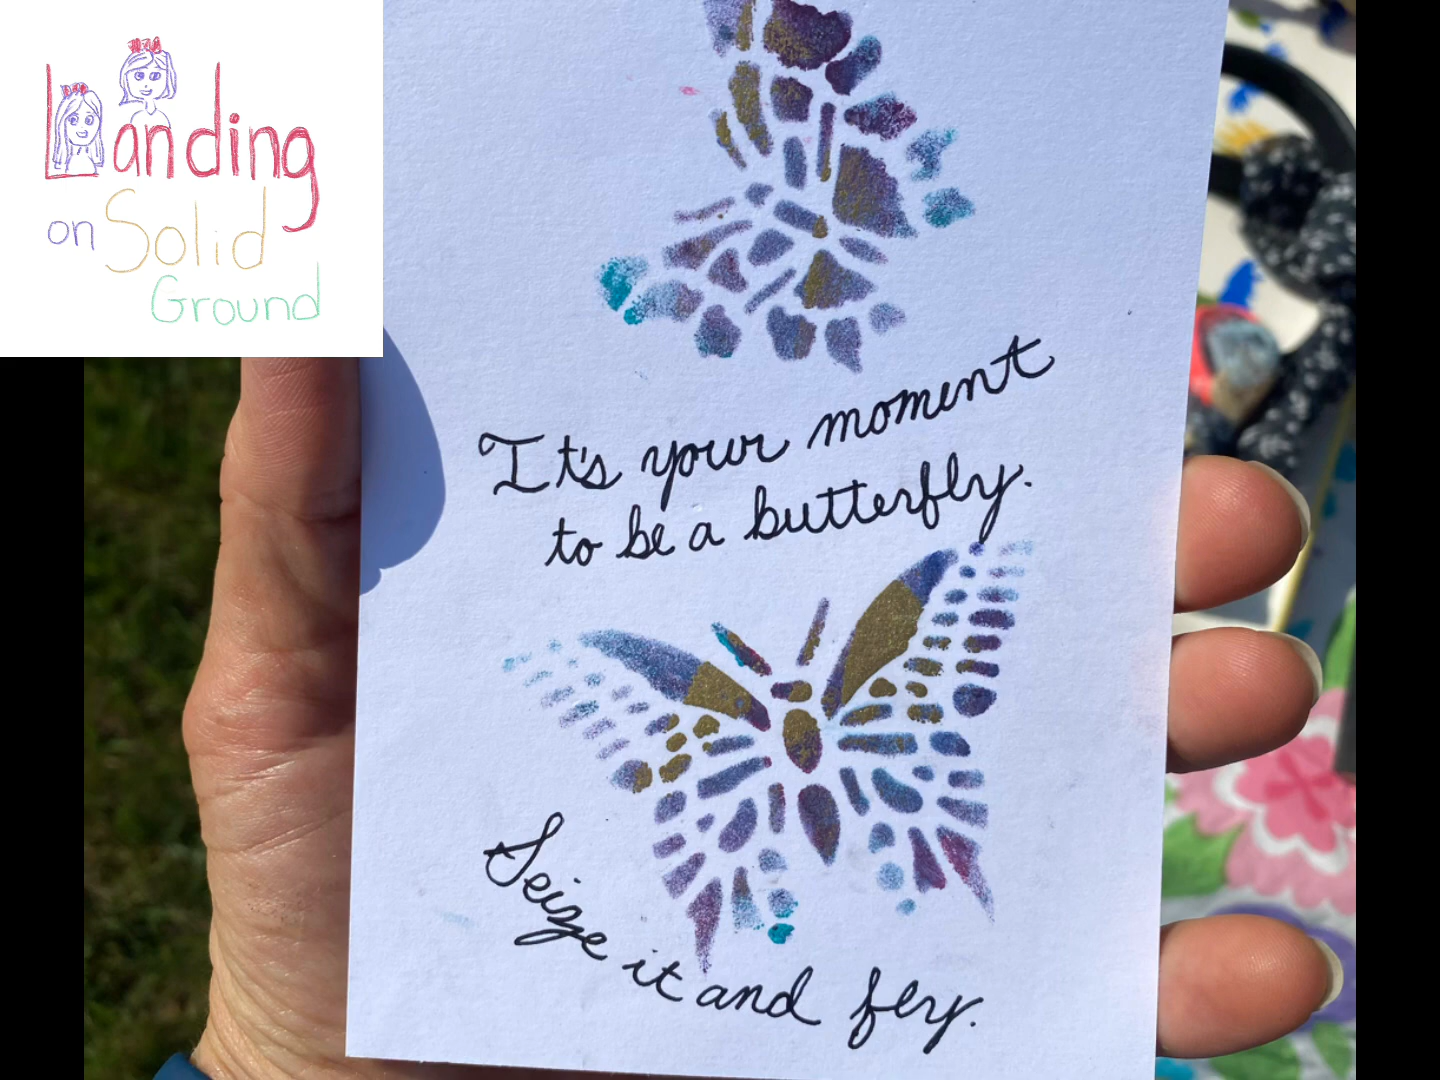 Landing
on Solid
Ground
It's your moment
to be a butterfly.
Seize it and fly.